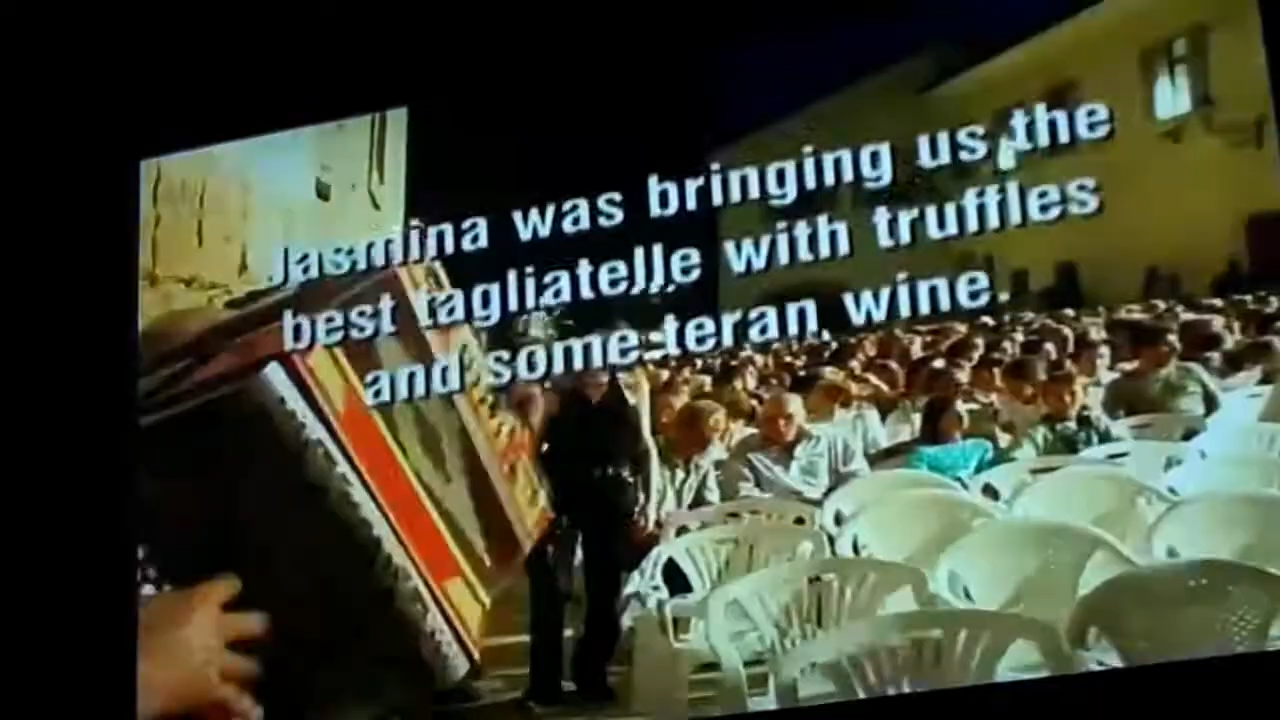 Jasmina was bringing us the
best tagliatelle with truffles
and some teran wine.